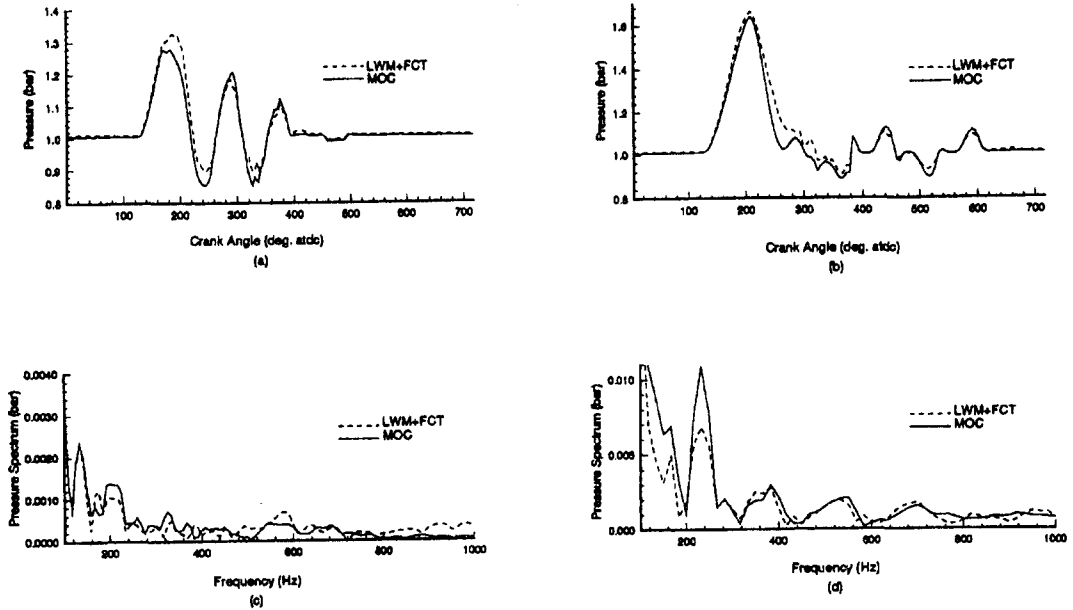 1.4
1.3
1.2
1.1
1.0
0.9
0.8
Pressure (bar)
LWM+FCT
MOC
100 200 300 400 500 600 700
Crank Angle (deg. atdc)
(a)
1.6
1.4
1.2
1.0
0.8
Pressure (bar)
LWM+FCT
MOC
100 200 300 400 500 600 700
Crank Angle (deg. atdc)
(b)
0.0040
0.0030
0.0020
0.0010
0.0000
Pressure Spectrum (bar)
LWM+FCT
MOC
200 400 600 800 1000
Frequency (Hz)
(c)
0.010
0.005
0.000
Pressure Spectrum (bar)
LWM+FCT
MOC
200 400 600 800 1000
Frequency (Hz)
(d)